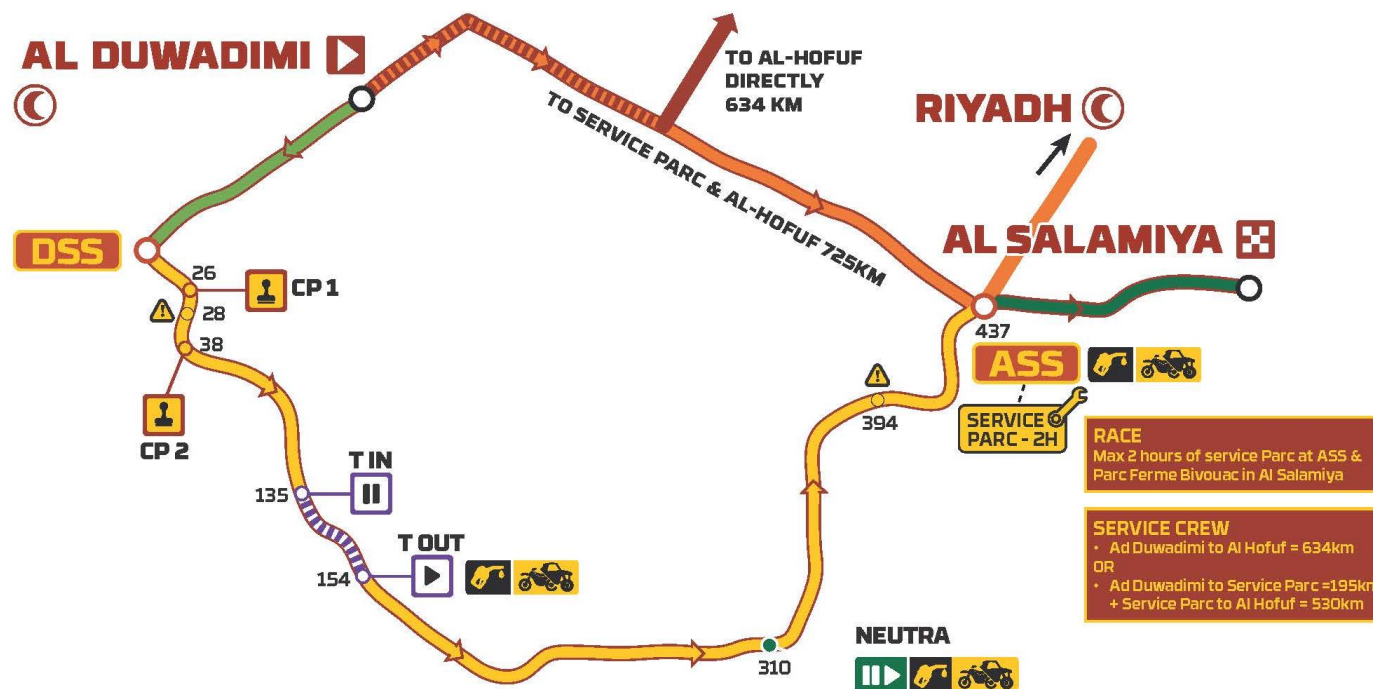 AL DUWADIMI
TO AL-HOFUF
DIRECTLY
634 KM
RIYADH
TO SERVICE PARC & AL-HOFUF 725KM
AL SALAMIYA
DSS
26
CP 1
28
38
CP 2
437
ASS
394
SERVICE
PARC - 2H
RACE
Max 2 hours of service Parc at ASS &
Parc Ferme Bivouac in Al Salamiya
T IN
135
SERVICE CREW
• Ad Duwadimi to Al Hofuf = 634km
OR
• Ad Duwadimi to Service Parc =195km
+ Service Parc to Al Hofuf = 530km
T OUT
154
310
NEUTRA